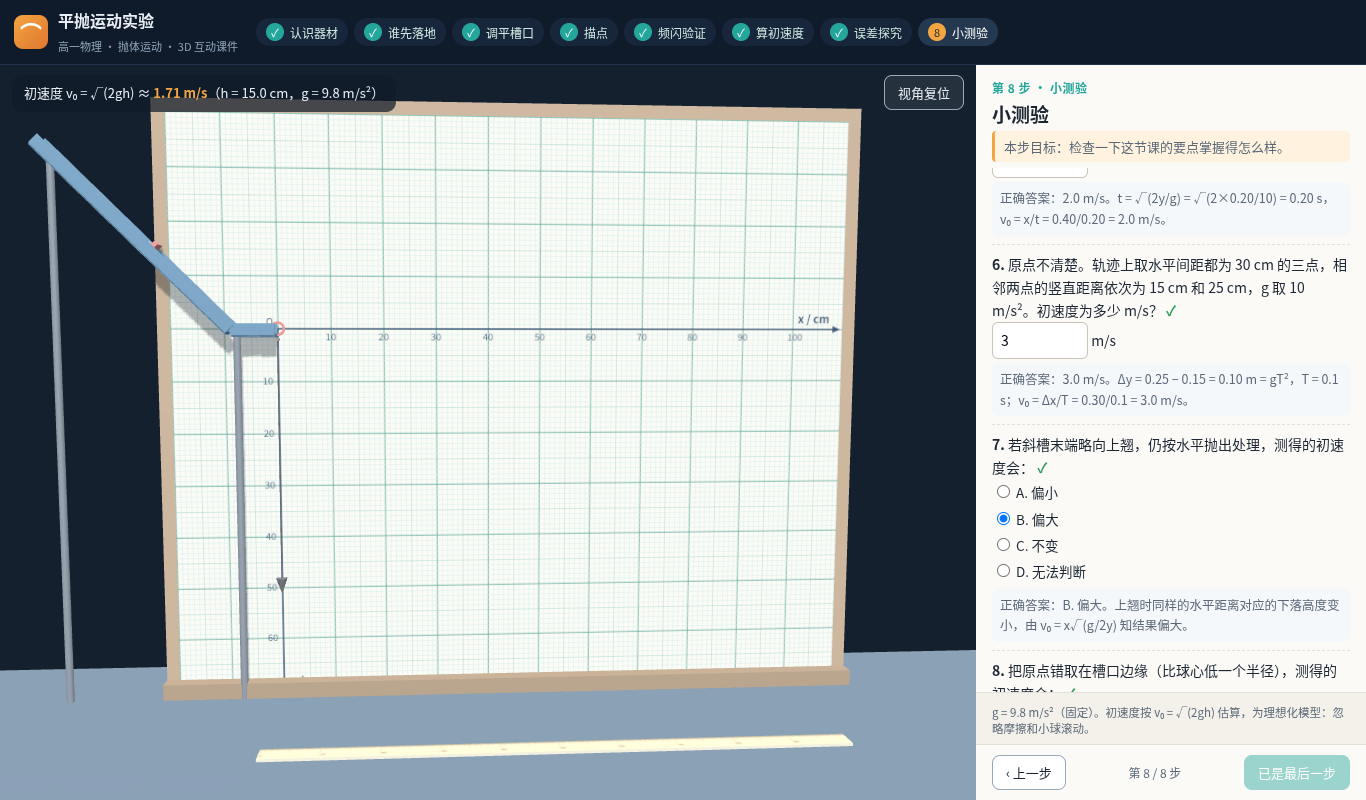 平抛运动实验
高一物理 · 抛体运动 · 3D 互动课件
✓ 认识器材
✓ 谁先落地
✓ 调平槽口
✓ 描点
✓ 频闪验证
✓ 算初速度
✓ 误差探究
8 小测验
初速度 v₀ = √(2gh) ≈ 1.71 m/s（h = 15.0 cm，g = 9.8 m/s²）
视角复位
x / cm
0
10 20 30 40 50 60 70 80 90 100
10
20
30
40
50
60
第 8 步 · 小测验
小测验
本步目标：检查一下这节课的要点掌握得怎么样。
正确答案：2.0 m/s。t = √(2y/g) = √(2×0.20/10) = 0.20 s，
v₀ = x/t = 0.40/0.20 = 2.0 m/s。
6. 原点不清楚。轨迹上取水平间距都为 30 cm 的三点，相
邻两点的竖直距离依次为 15 cm 和 25 cm，g 取 10
m/s²。初速度为多少 m/s？ ✓
3 m/s
正确答案：3.0 m/s。Δy = 0.25 − 0.15 = 0.10 m = gT²，T = 0.1
s；v₀ = Δx/T = 0.30/0.1 = 3.0 m/s。
7. 若斜槽末端略向上翘，仍按水平抛出处理，测得的初速
度会： ✓
A. 偏小
B. 偏大
C. 不变
D. 无法判断
正确答案：B. 偏大。上翘时同样的水平距离对应的下落高度变
小，由 v₀ = x√(g/2y) 知结果偏大。
8. 把原点错取在槽口边缘（比球心低一个半径），测得的
初速度会： ✓
g = 9.8 m/s²（固定）。初速度按 v₀ = √(2gh) 估算，为理想化模型：忽
略摩擦和小球滚动。
‹ 上一步
第 8 / 8 步
已是最后一步